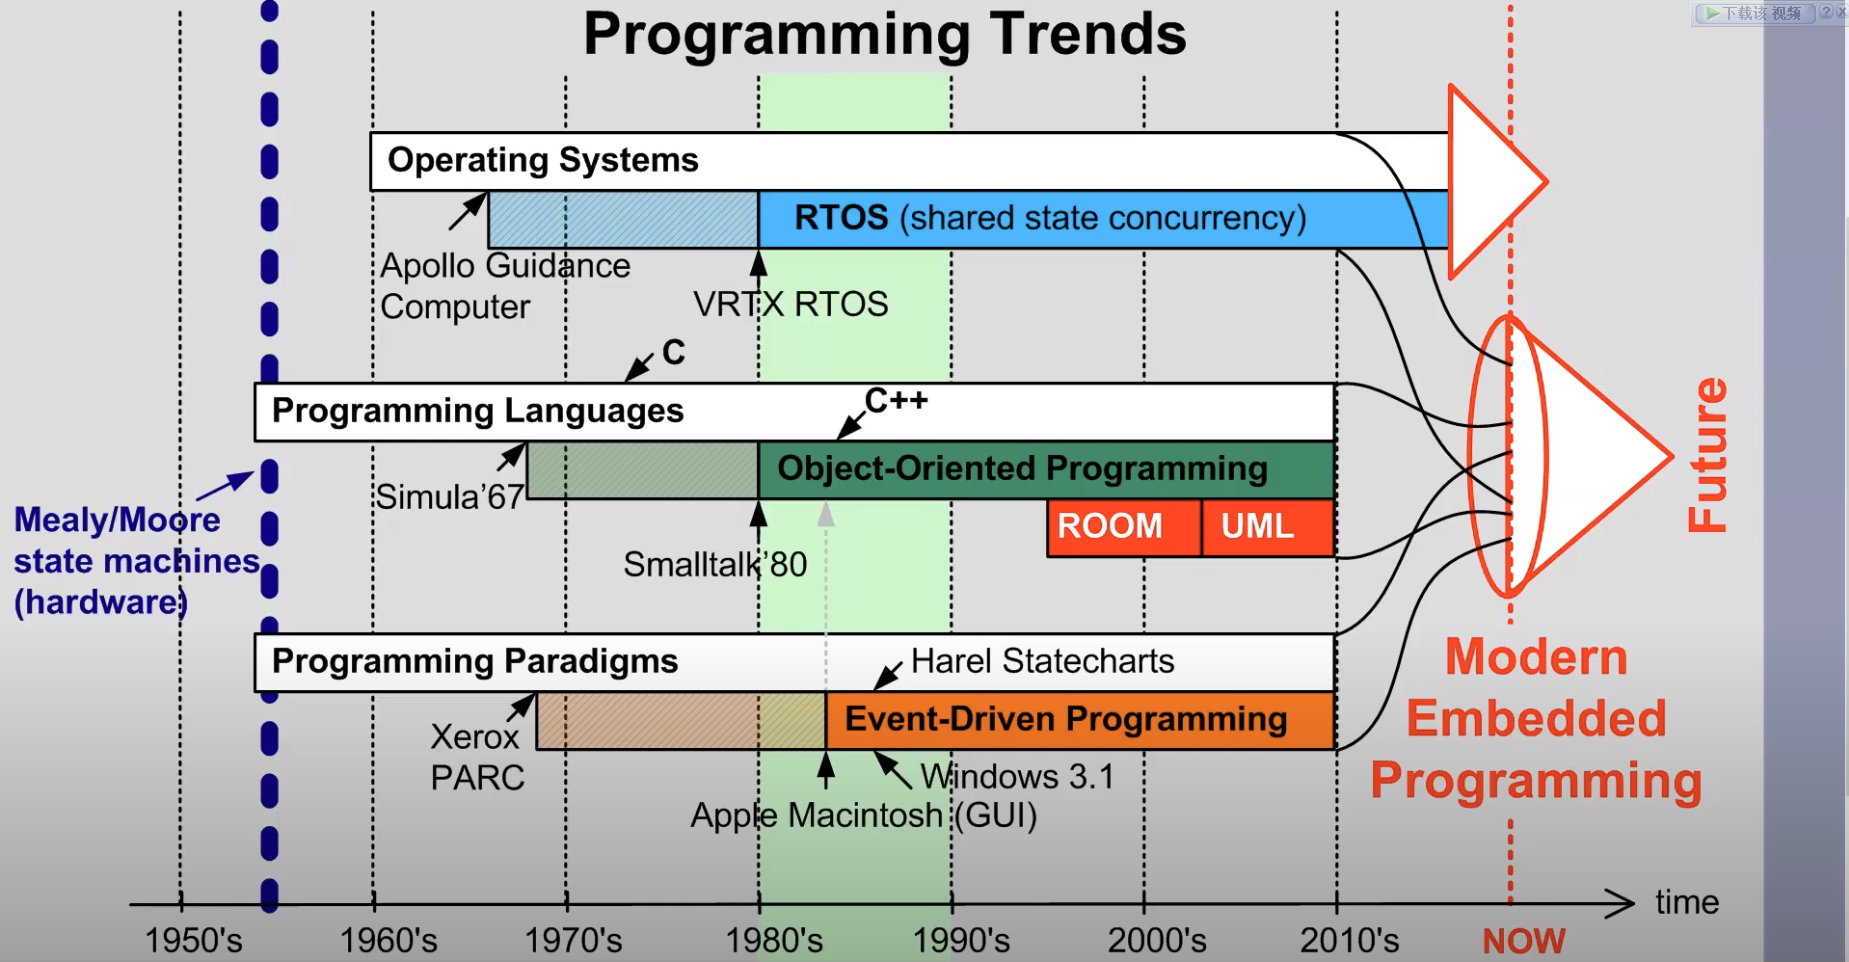 Programming Trends
下载该 视频
Operating Systems
RTOS (shared state concurrency)
Apollo Guidance
Computer
VRTX RTOS
C
Programming Languages
C++
Object-Oriented Programming
Simula’67
ROOM
UML
Smalltalk’80
Mealy/Moore
state machines
(hardware)
Programming Paradigms
Harel Statecharts
Event-Driven Programming
Xerox
PARC
Windows 3.1
Apple Macintosh (GUI)
Future
Modern
Embedded
Programming
time
1950's
1960's
1970's
1980's
1990's
2000's
2010's
NOW